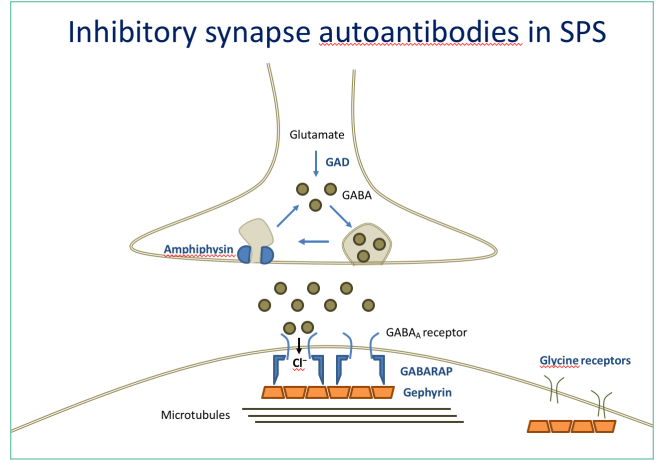 Inhibitory synapse autoantibodies in SPS
Glutamate
GAD
GABA
Amphiphysin
GABAA receptor
Cl⁻
Glycine receptors
GABARAP
Gephyrin
Microtubules